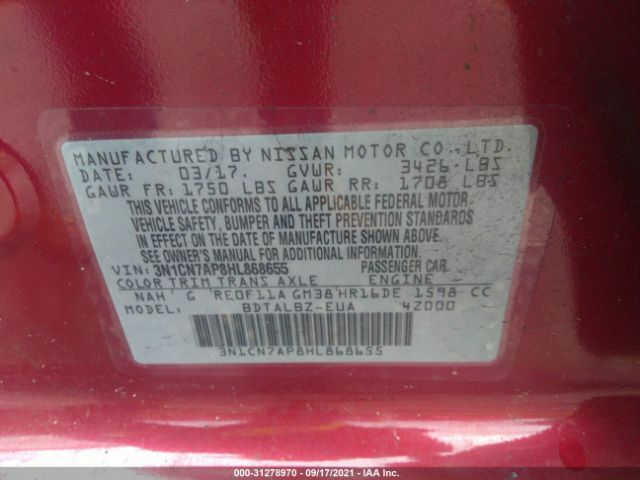 MANUFACTURED BY NISSAN MOTOR CO.,LTD.
DATE: 03/17. GVWR: 3426 LBS
GAWR FR: 1750 LBS GAWR RR: 1708 LBS
THIS VEHICLE CONFORMS TO ALL APPLICABLE FEDERAL MOTOR
VEHICLE SAFETY, BUMPER AND THEFT PREVENTION STANDARDS
IN EFFECT ON THE DATE OF MANUFACTURE SHOWN ABOVE.
SEE OWNER'S MANUAL FOR ADDITIONAL INFORMATION.
VIN: 3N1CN7AP8HL868655 PASSENGER CAR.
COLOR TRIM TRANS AXLE ENGINE
NAH G RE0F11A GM38 HR16DE 1598 CC
MODEL: BDTALBZ-EUA 4Z000
3N1CN7AP8HL868655
000-31278970 - 09/17/2021 - IAA Inc.